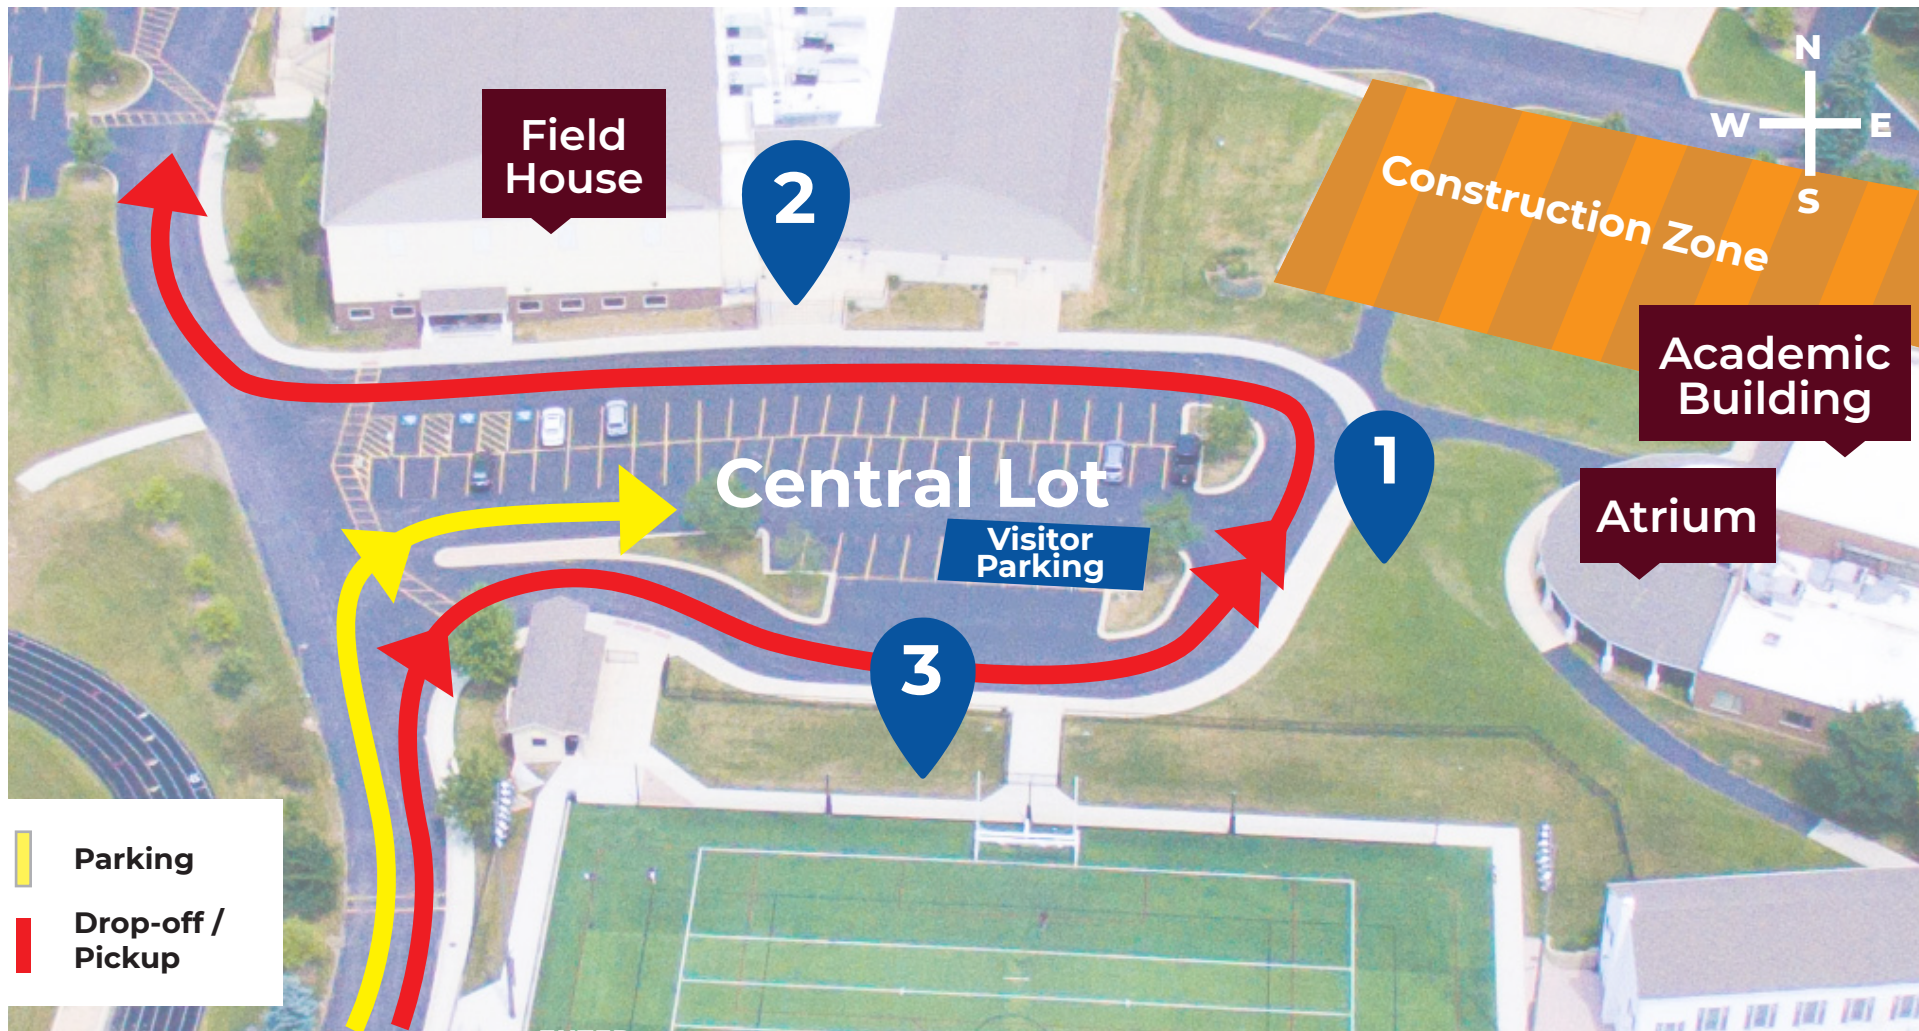 N
W E
S
Field
House
2
Construction Zone
Academic
Building
1
Central Lot
Atrium
Visitor
Parking
3
Parking
Drop-off /
Pickup